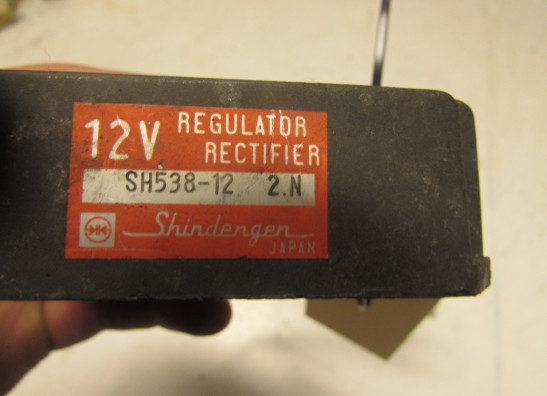 12V REGULATOR
RECTIFIER
SH538-12 2.N
Shindengen
JAPAN